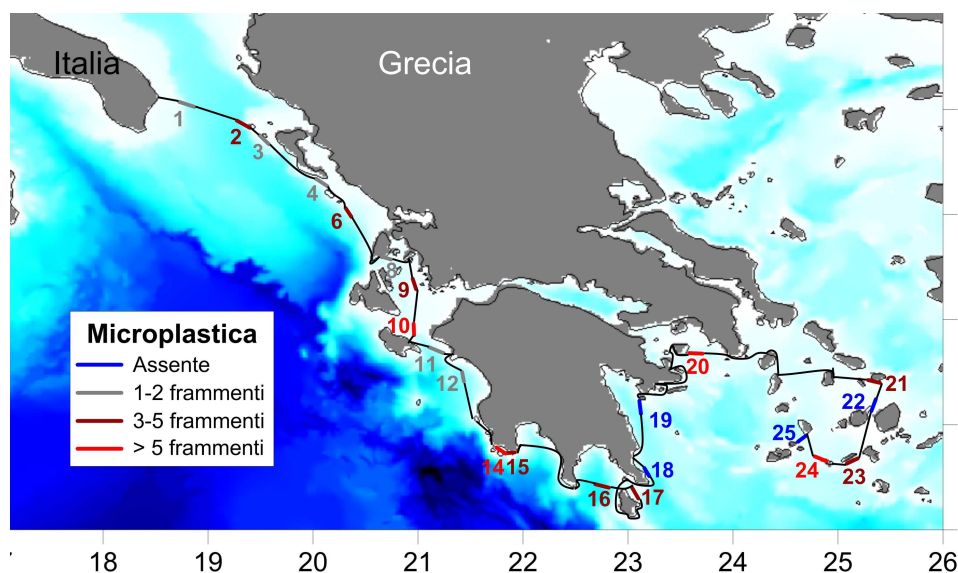 Italia
Grecia
1
2
3
4
6
8
9
10
11
12
Microplastica
Assente
1-2 frammenti
3-5 frammenti
> 5 frammenti
14
15
16
17
18
19
20
21
22
23
24
25
18 19 20 21 22 23 24 25 26